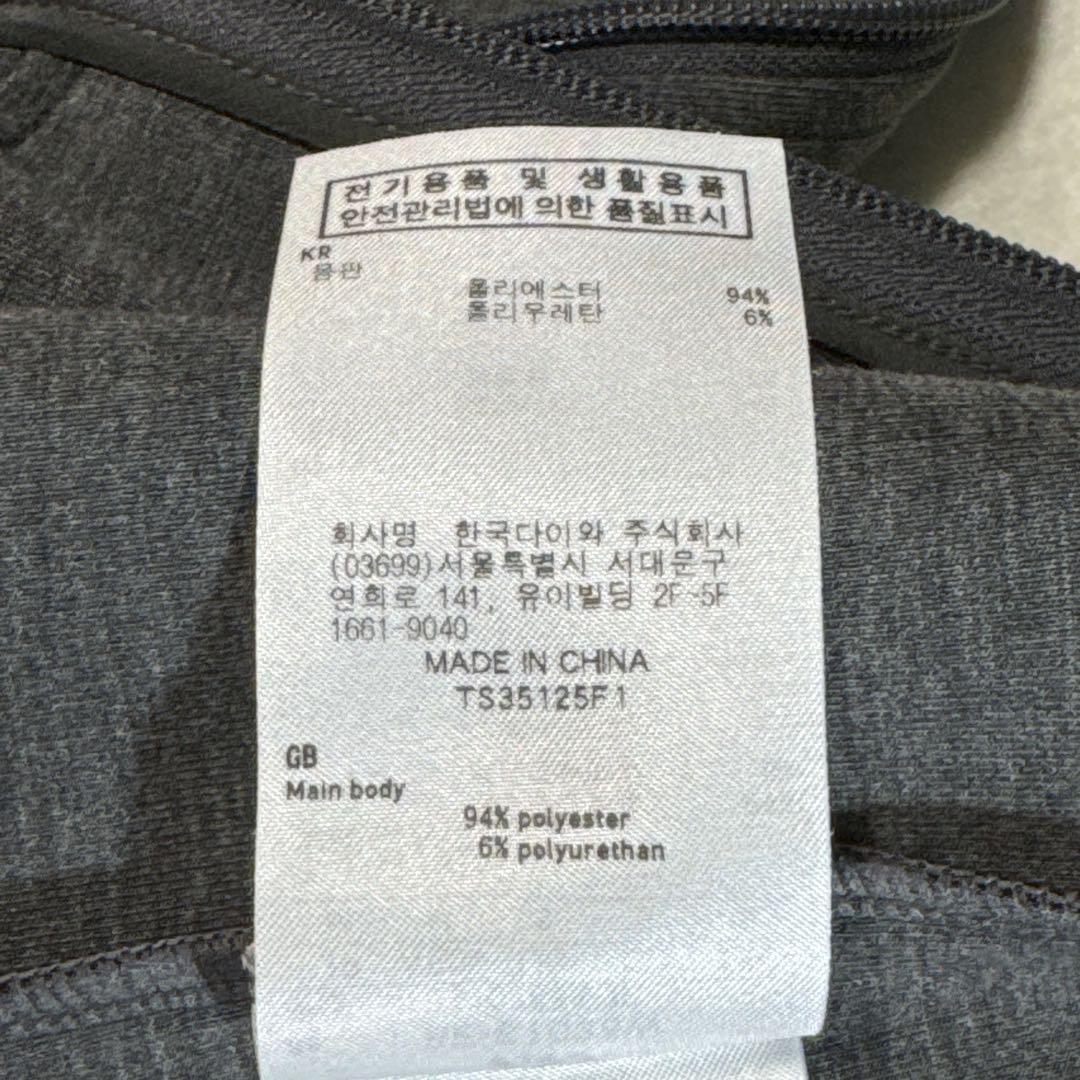 전기용품 및 생활용품
안전관리법에 의한 품질표시
KR
몸판
폴리에스터 94%
폴리우레탄 6%
회사명 한국다이와 주식회사
(03699)서울특별시 서대문구
연희로 141, 유이빌딩 2F-5F
1661-9040
MADE IN CHINA
TS35125F1
GB
Main body
94% polyester
6% polyurethan